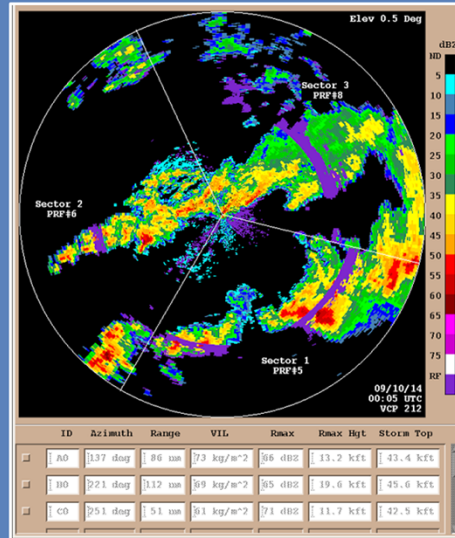 Elev 0.5 Deg
dBZ
ND
5
10
15
20
25
30
35
40
45
50
55
60
65
70
75
RF
Sector 3
PRF#8
Sector 2
PRF#6
Sector 1
PRF#5
09/10/14
00:05 UTC
VCP 212
ID Azimuth Range VIL Rmax Rmax Hgt Storm Top
A0 137 deg 86 nm 73 kg/m^2 66 dBZ 13.2 kft 43.4 kft
H0 221 deg 112 nm 69 kg/m^2 65 dBZ 19.6 kft 45.6 kft
C0 251 deg 51 nm 61 kg/m^2 71 dBZ 11.7 kft 42.5 kft